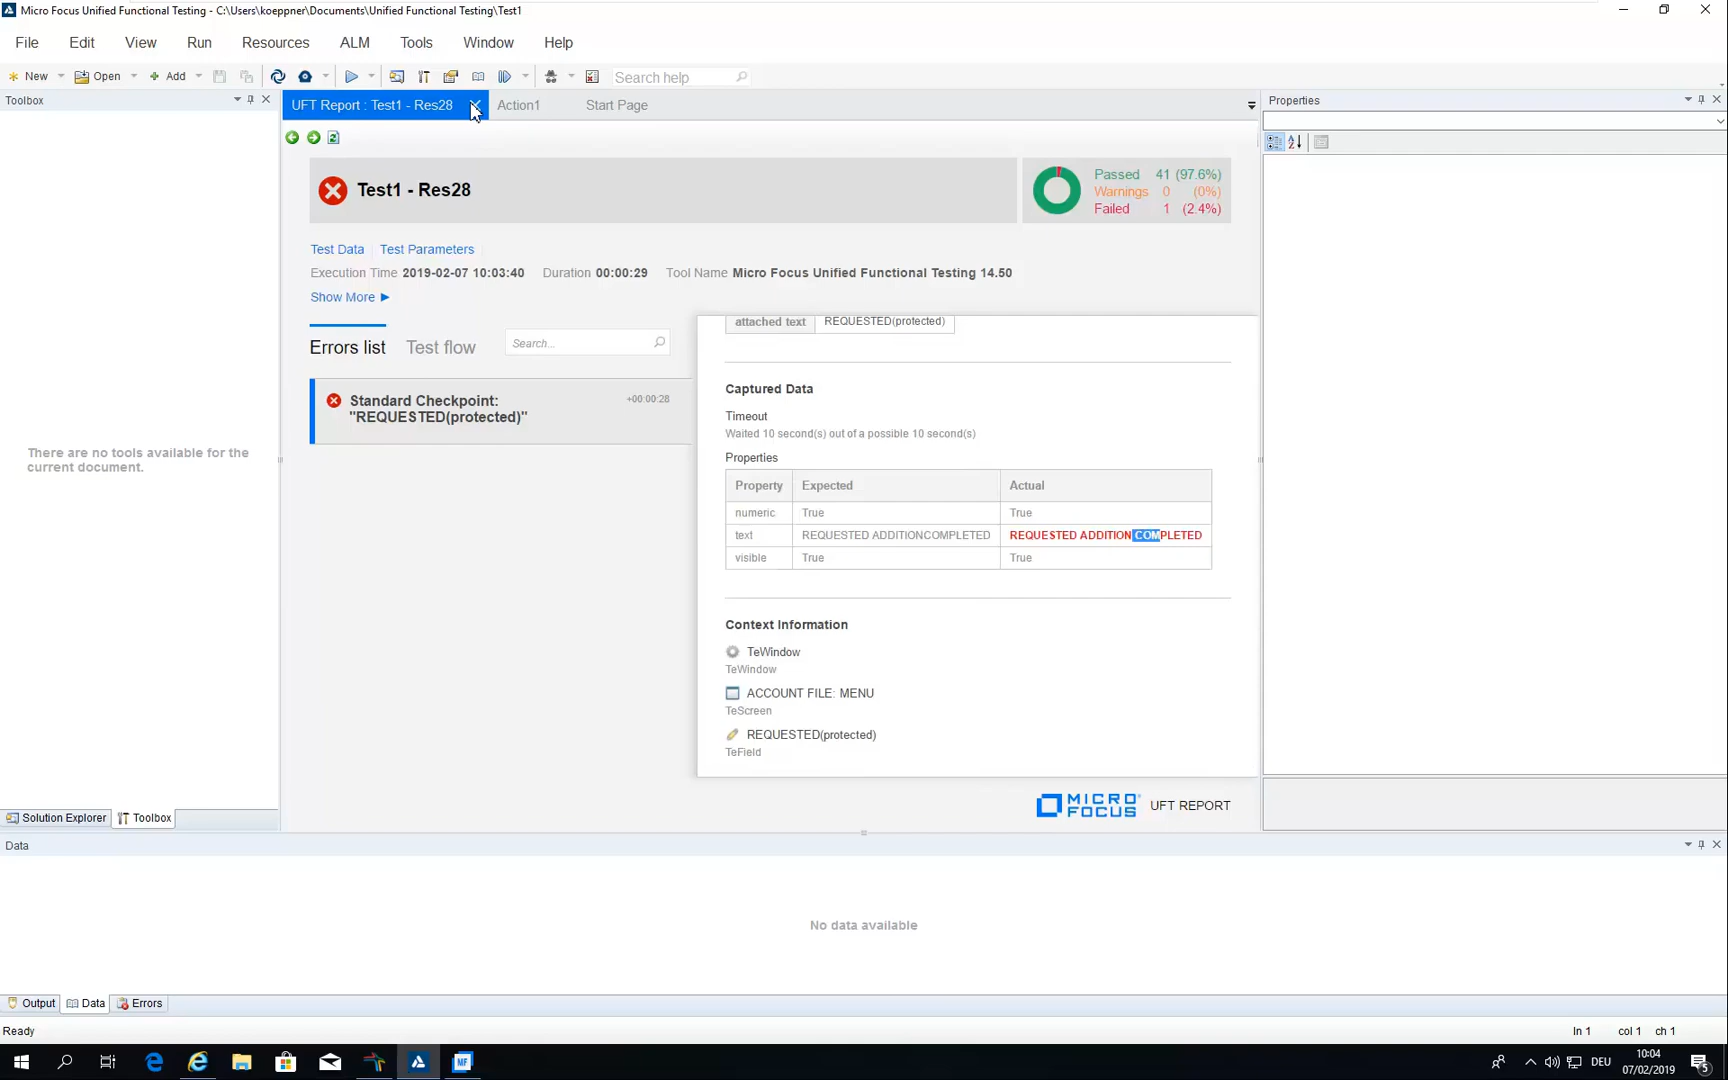 Micro Focus Unified Functional Testing - C:\Users\koeppner\Documents\Unified Functional Testing\Test1
File Edit View Run Resources ALM Tools Window Help
New Open Add Search help
Toolbox
UFT Report : Test1 - Res28 Action1 Start Page
Properties
Test1 - Res28
Passed 41 (97.6%)
Warnings 0 (0%)
Failed 1 (2.4%)
Test Data Test Parameters
Execution Time 2019-02-07 10:03:40 Duration 00:00:29 Tool Name Micro Focus Unified Functional Testing 14.50
Show More
Errors list Test flow Search...
Standard Checkpoint: +00:00:28
"REQUESTED(protected)"
attached text REQUESTED(protected)
Captured Data
Timeout
Waited 10 second(s) out of a possible 10 second(s)
Properties
Property Expected Actual
numeric True True
text REQUESTED ADDITIONCOMPLETED REQUESTED ADDITION COMPLETED
visible True True
Context Information
TeWindow
TeWindow
ACCOUNT FILE: MENU
TeScreen
REQUESTED(protected)
TeField
MICRO
FOCUS
UFT REPORT
There are no tools available for the
current document.
Solution Explorer Toolbox
Data
No data available
Output Data Errors
Ready ln 1 col 1 ch 1
MF
DEU
10:04
07/02/2019
5